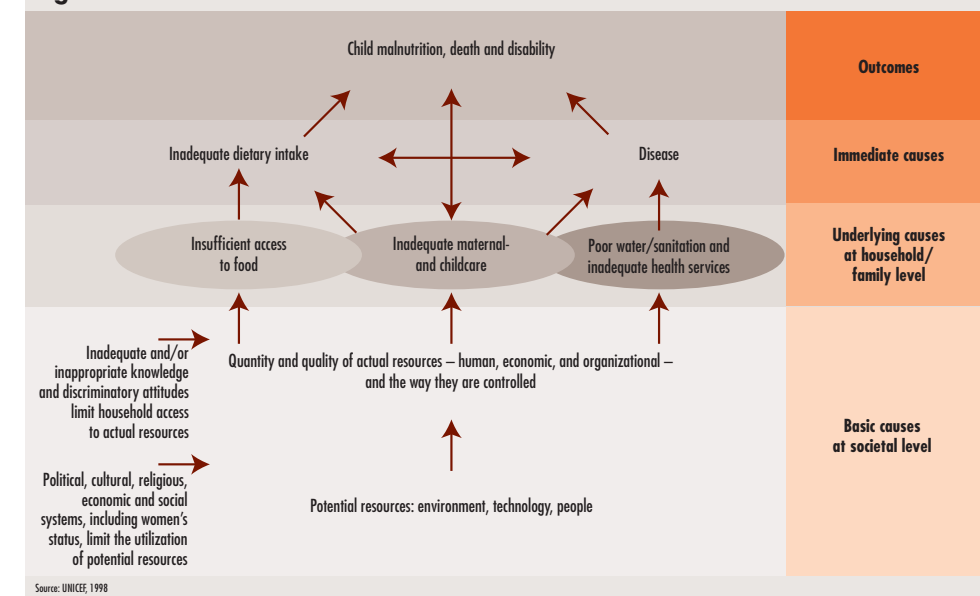 Child malnutrition, death and disability
Outcomes
Inadequate dietary intake
Disease
Immediate causes
Insufficient access
to food
Inadequate maternal-
and childcare
Poor water/sanitation and
inadequate health services
Underlying causes
at household/
family level
Inadequate and/or
inappropriate knowledge
and discriminatory attitudes
limit household access
to actual resources
Quantity and quality of actual resources – human, economic, and organizational –
and the way they are controlled
Basic causes
at societal level
Political, cultural, religious,
economic and social
systems, including women's
status, limit the utilization
of potential resources
Potential resources: environment, technology, people
Source: UNICEF, 1998